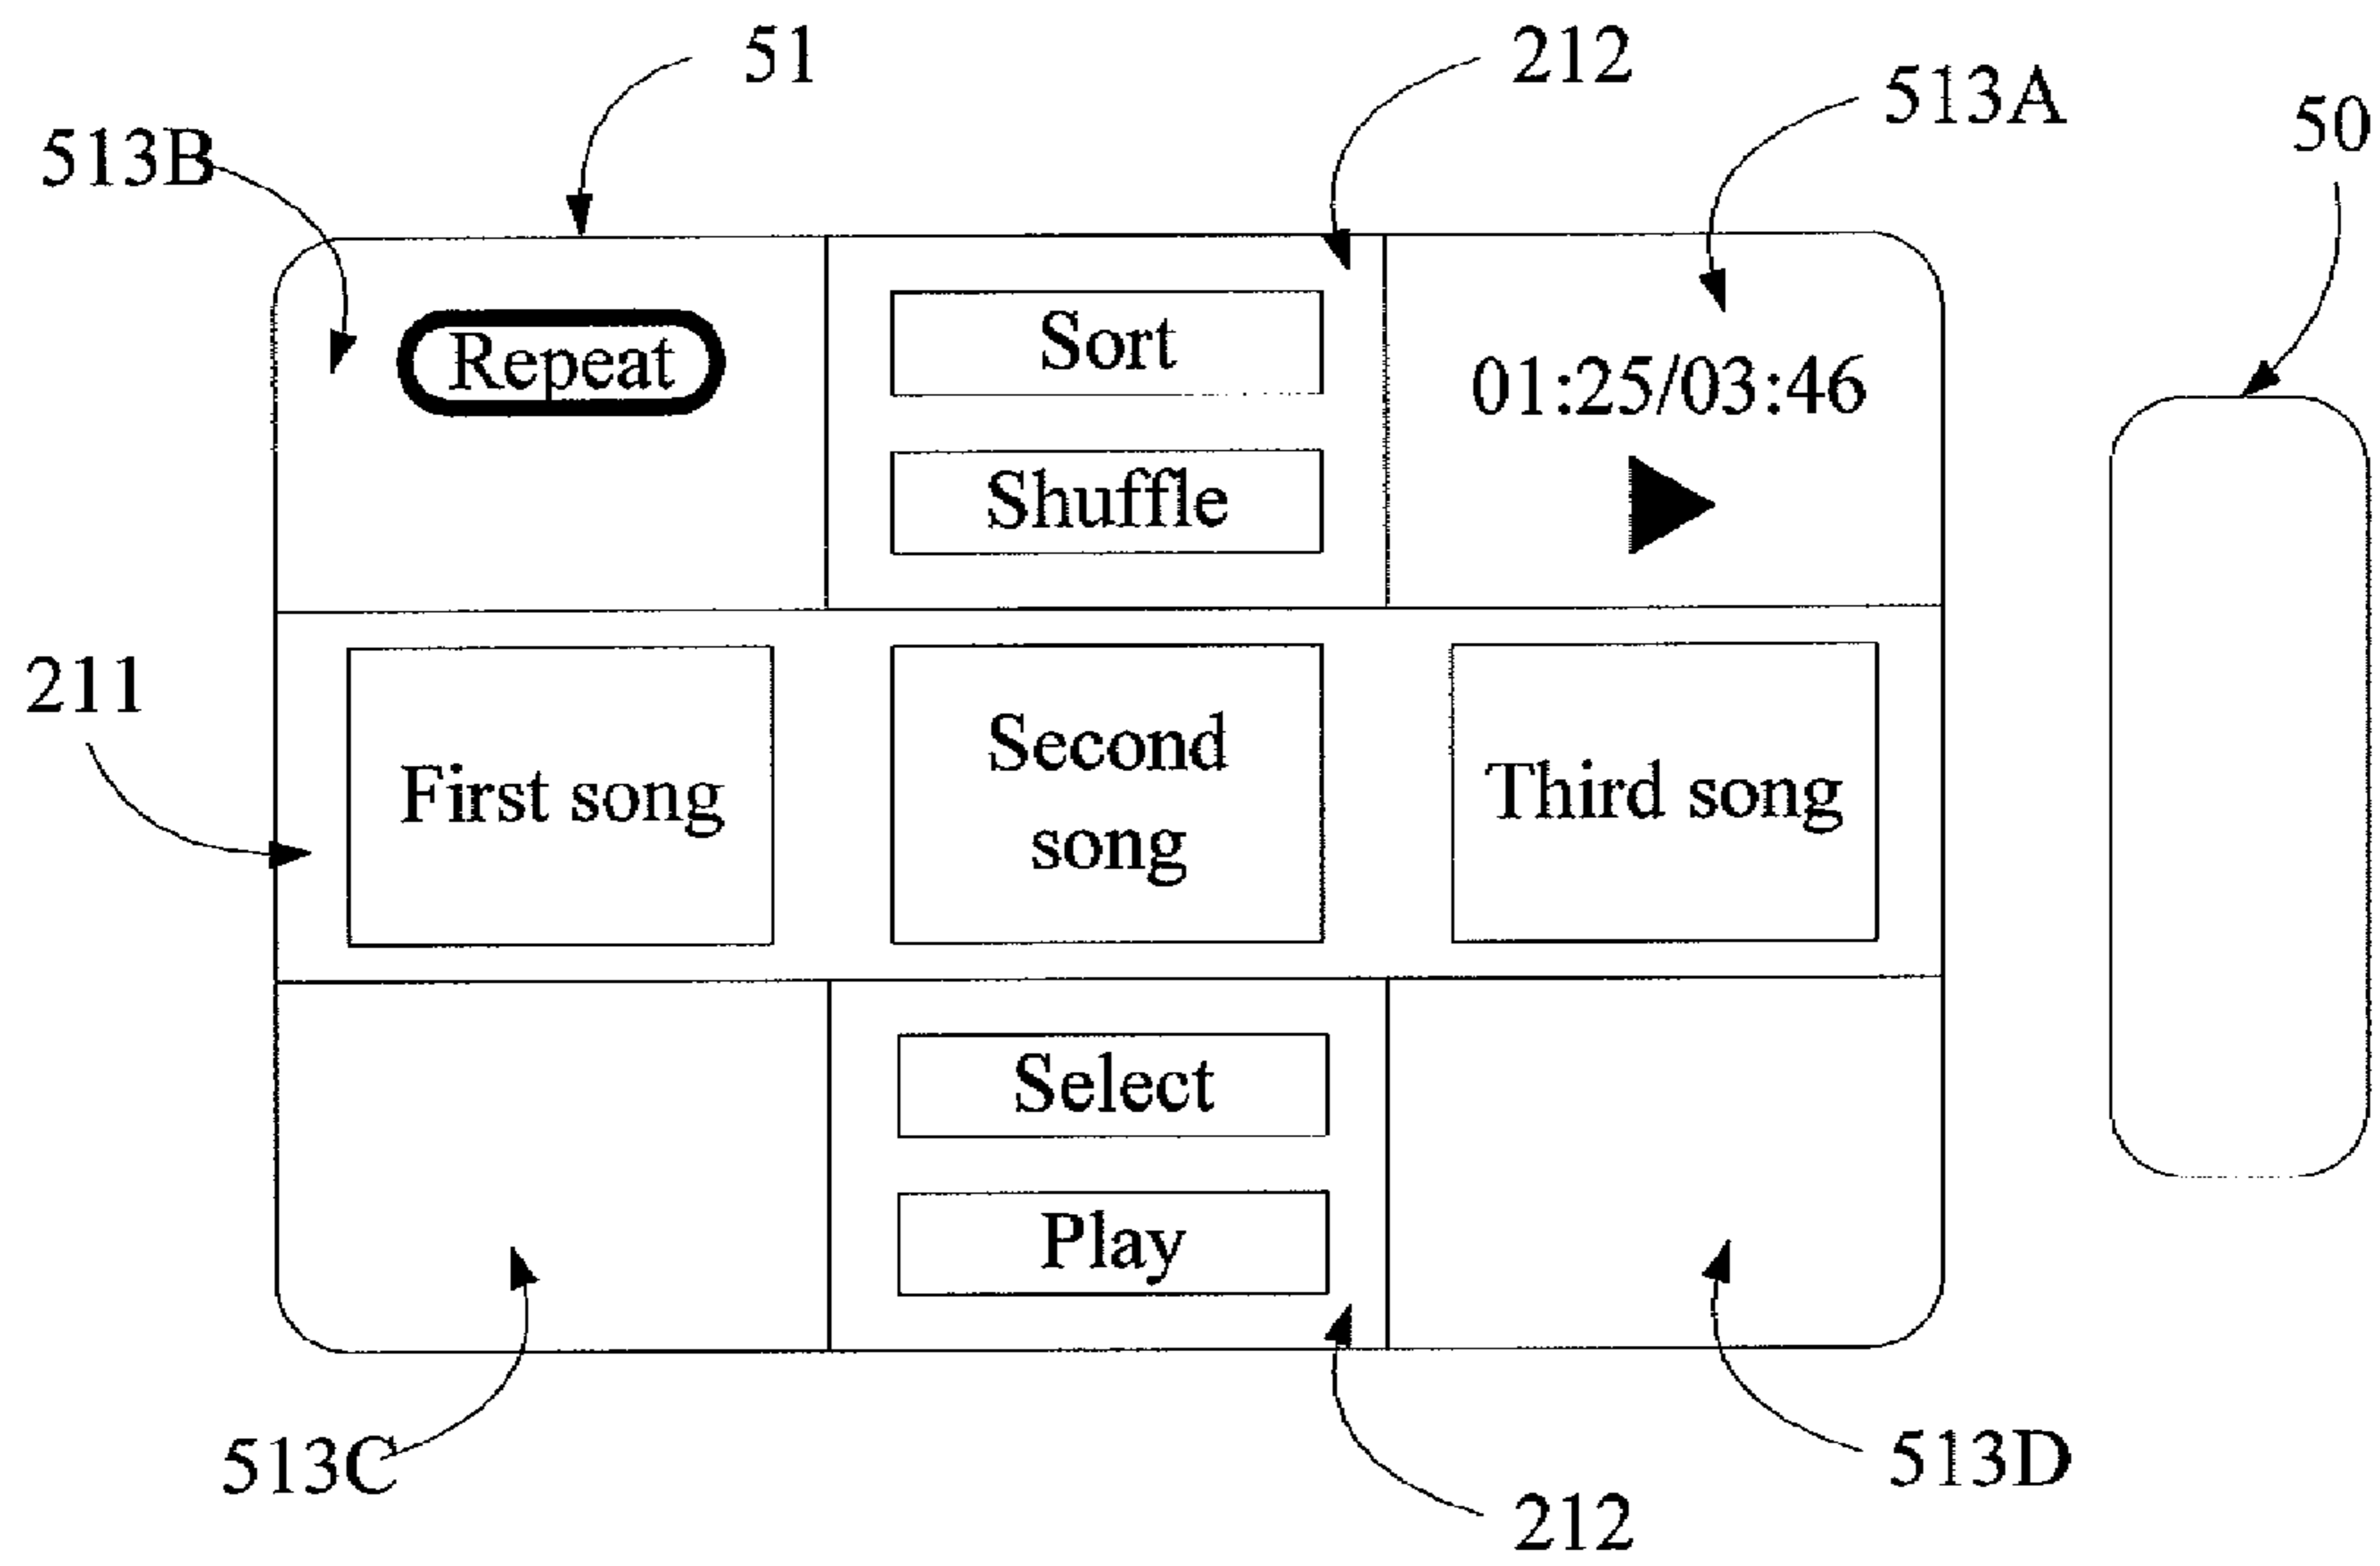 51
212
513A
50
513B
Repeat
Sort
01:25/03:46
Shuffle
211
First song
Second
song
Third song
Select
Play
513C
513D
212